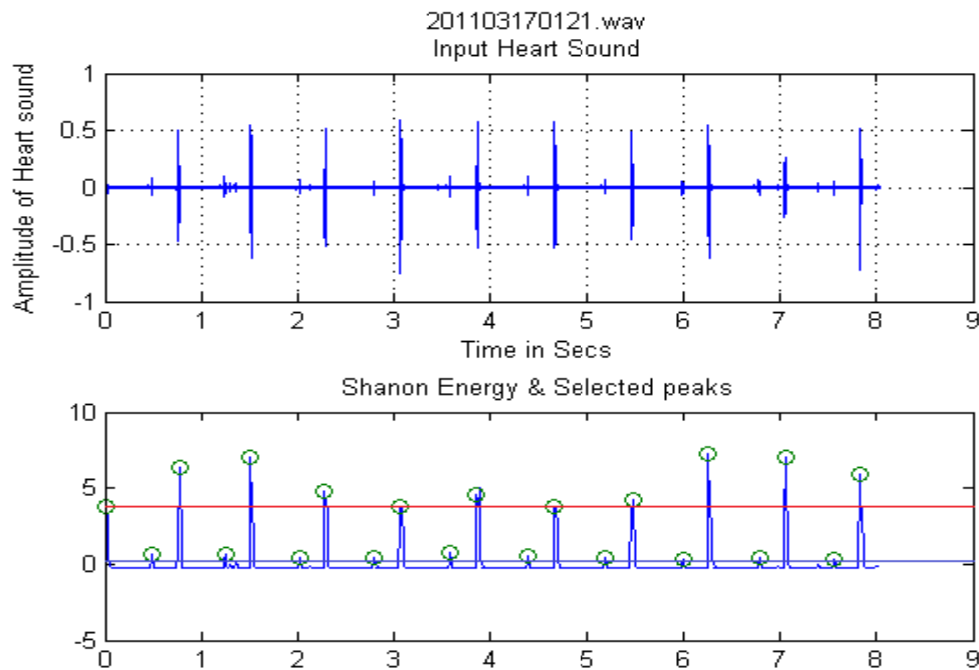 201103170121.wav
Input Heart Sound
Amplitude of Heart sound
1
0.5
0
-0.5
-1
0 1 2 3 4 5 6 7 8 9
Time in Secs
Shanon Energy & Selected peaks
10
5
0
-5
0 1 2 3 4 5 6 7 8 9